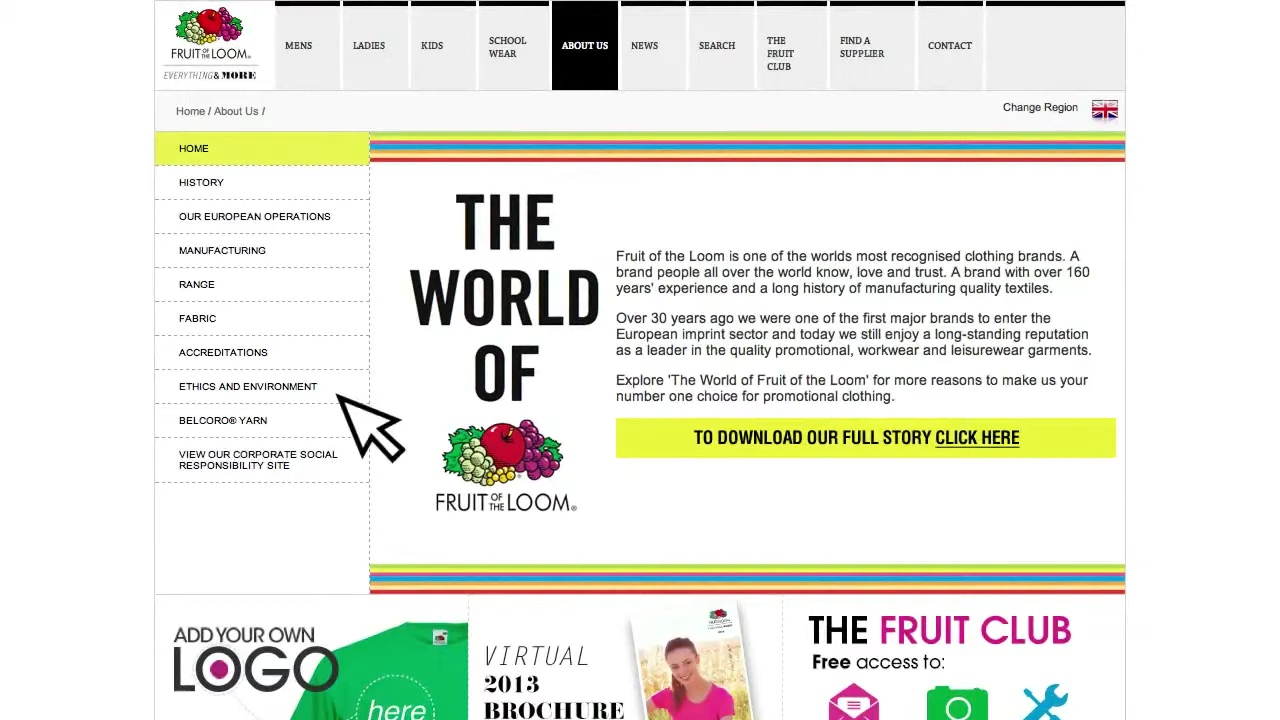 FRUIT OF THE LOOM®
EVERYTHING & MORE
MENS
LADIES
KIDS
SCHOOL
WEAR
ABOUT US
NEWS
SEARCH
THE
FRUIT
CLUB
FIND A
SUPPLIER
CONTACT
Home / About Us /
Change Region
HOME
HISTORY
OUR EUROPEAN OPERATIONS
MANUFACTURING
RANGE
FABRIC
ACCREDITATIONS
ETHICS AND ENVIRONMENT
BELCORO® YARN
VIEW OUR CORPORATE SOCIAL
RESPONSIBILITY SITE
THE
WORLD
OF
FRUIT OF THE LOOM®
Fruit of the Loom is one of the worlds most recognised clothing brands. A
brand people all over the world know, love and trust. A brand with over 160
years' experience and a long history of manufacturing quality textiles.
Over 30 years ago we were one of the first major brands to enter the
European imprint sector and today we still enjoy a long-standing reputation
as a leader in the quality promotional, workwear and leisurewear garments.
Explore 'The World of Fruit of the Loom' for more reasons to make us your
number one choice for promotional clothing.
TO DOWNLOAD OUR FULL STORY CLICK HERE
ADD YOUR OWN
LOGO
here
VIRTUAL
2013
BROCHURE
THE FRUIT CLUB
Free access to: